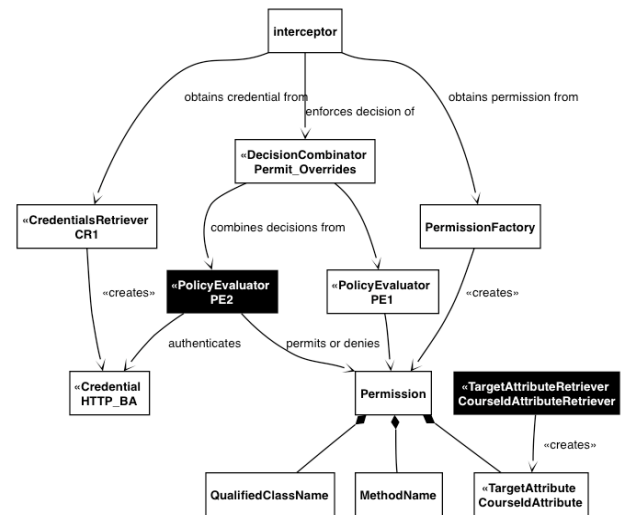 interceptor
obtains credential from
enforces decision of
obtains permission from
«DecisionCombinator
Permit_Overrides
«CredentialsRetriever
CR1
combines decisions from
PermissionFactory
«PolicyEvaluator
PE2
«PolicyEvaluator
PE1
«creates»
«creates»
authenticates
permits or denies
«Credential
HTTP_BA
Permission
«TargetAttributeRetriever
CourseIdAttributeRetriever
«creates»
QualifiedClassName
MethodName
«TargetAttribute
CourseIdAttribute